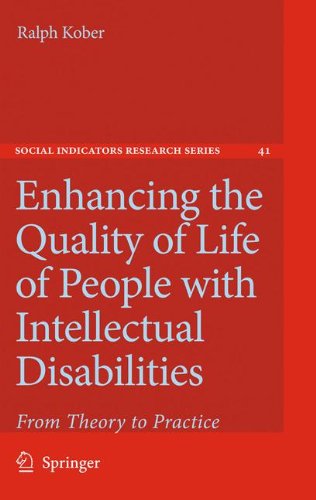 Ralph Kober
SOCIAL INDICATORS RESEARCH SERIES 41
Enhancing the
Quality of Life
of People with
Intellectual
Disabilities
From Theory to Practice
Springer